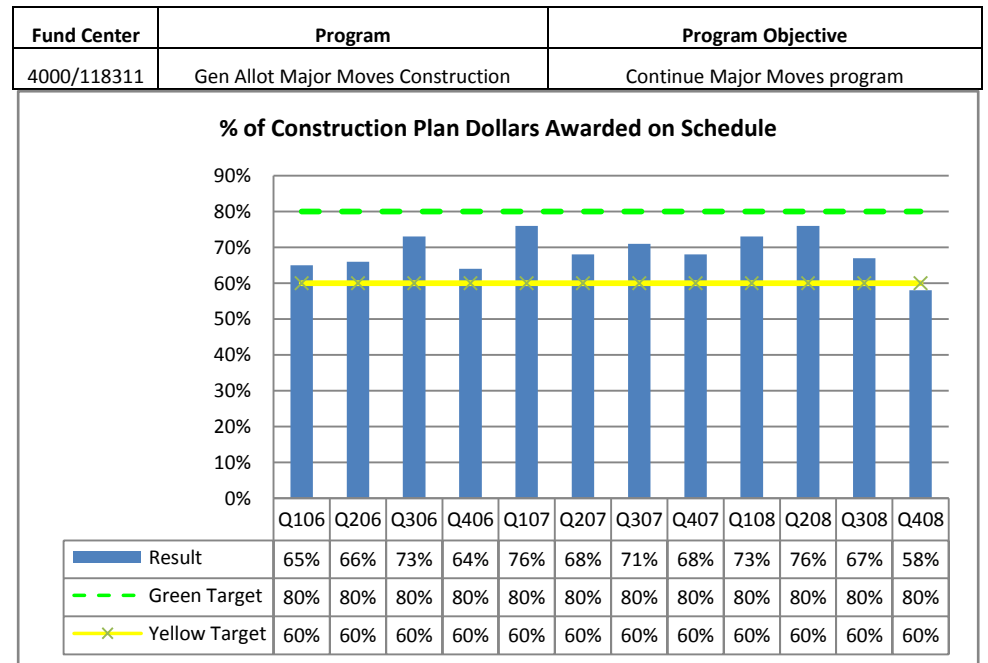 Fund Center Program Program Objective
4000/118311 Gen Allot Major Moves Construction Continue Major Moves program
% of Construction Plan Dollars Awarded on Schedule
90%
80%
70%
60%
50%
40%
30%
20%
10%
0%
Q106 Q206 Q306 Q406 Q107 Q207 Q307 Q407 Q108 Q208 Q308 Q408
Result 65% 66% 73% 64% 76% 68% 71% 68% 73% 76% 67% 58%
Green Target 80% 80% 80% 80% 80% 80% 80% 80% 80% 80% 80% 80%
Yellow Target 60% 60% 60% 60% 60% 60% 60% 60% 60% 60% 60% 60%